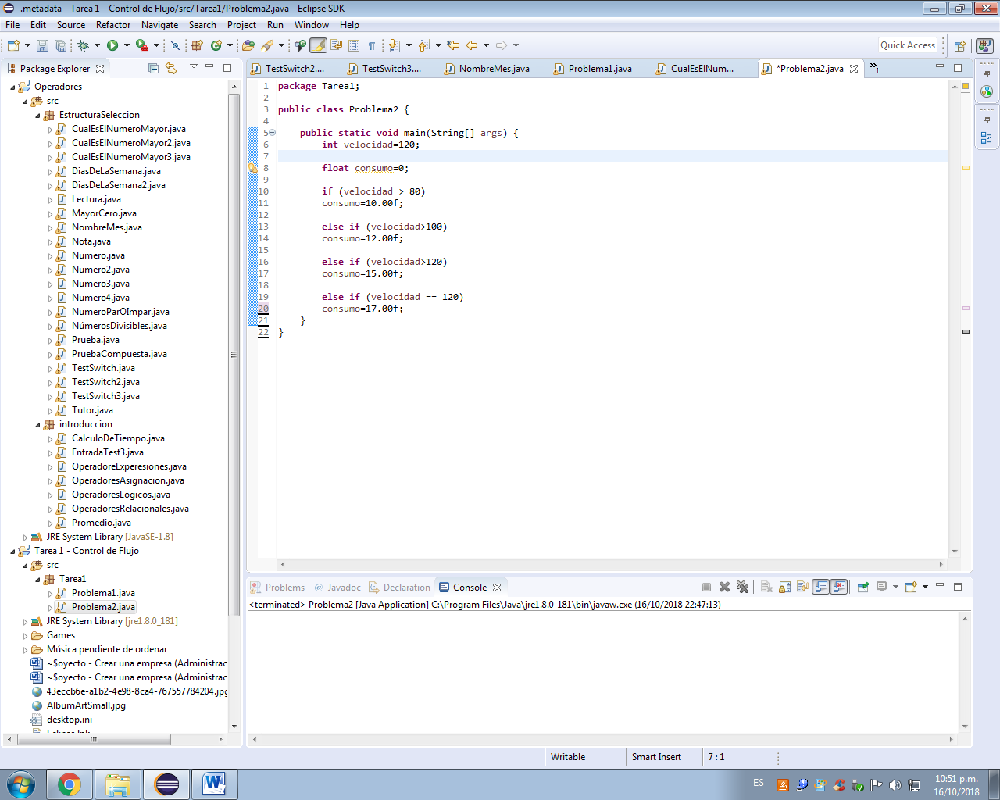 .metadata - Tarea 1 - Control de Flujo/src/Tarea1/Problema2.java - Eclipse SDK
File Edit Source Refactor Navigate Search Project Run Window Help
Quick Access
Package Explorer
Operadores
src
EstructuraSeleccion
CualEsElNumeroMayor.java
CualEsElNumeroMayor2.java
CualEsElNumeroMayor3.java
DiasDeLaSemana.java
DiasDeLaSemana2.java
Lectura.java
MayorCero.java
NombreMes.java
Nota.java
Numero.java
Numero2.java
Numero3.java
Numero4.java
NumeroParOImpar.java
NúmerosDivisibles.java
Prueba.java
PruebaCompuesta.java
TestSwitch.java
TestSwitch2.java
TestSwitch3.java
Tutor.java
introduccion
CalculoDeTiempo.java
EntradaTest3.java
OperadoreExperesiones.java
OperadoresAsignacion.java
OperadoresLogicos.java
OperadoresRelacionales.java
Promedio.java
JRE System Library [JavaSE-1.8]
Tarea 1 - Control de Flujo
src
Tarea1
Problema1.java
Problema2.java
JRE System Library [jre1.8.0_181]
Games
Música pendiente de ordenar
~$oyecto - Crear una empresa (Administrac
~$oyecto - Crear una empresa (Administrac
43eccb6e-a1b2-4e98-8ca4-767557784204.jpg
AlbumArtSmall.jpg
desktop.ini
TestSwitch2.... TestSwitch3.... NombreMes.java Problema1.java CualEsElNum... *Problema2.java »1
1 package Tarea1;
2
3 public class Problema2 {
4
5 public static void main(String[] args) {
6 int velocidad=120;
7
8 float consumo=0;
9
10 if (velocidad > 80)
11 consumo=10.00f;
12
13 else if (velocidad>100)
14 consumo=12.00f;
15
16 else if (velocidad>120)
17 consumo=15.00f;
18
19 else if (velocidad == 120)
20 consumo=17.00f;
21 }
22 }
Problems @ Javadoc Declaration Console
<terminated> Problema2 [Java Application] C:\Program Files\Java\jre1.8.0_181\bin\javaw.exe (16/10/2018 22:47:13)
Writable Smart Insert 7 : 1
ES
10:51 p.m.
16/10/2018